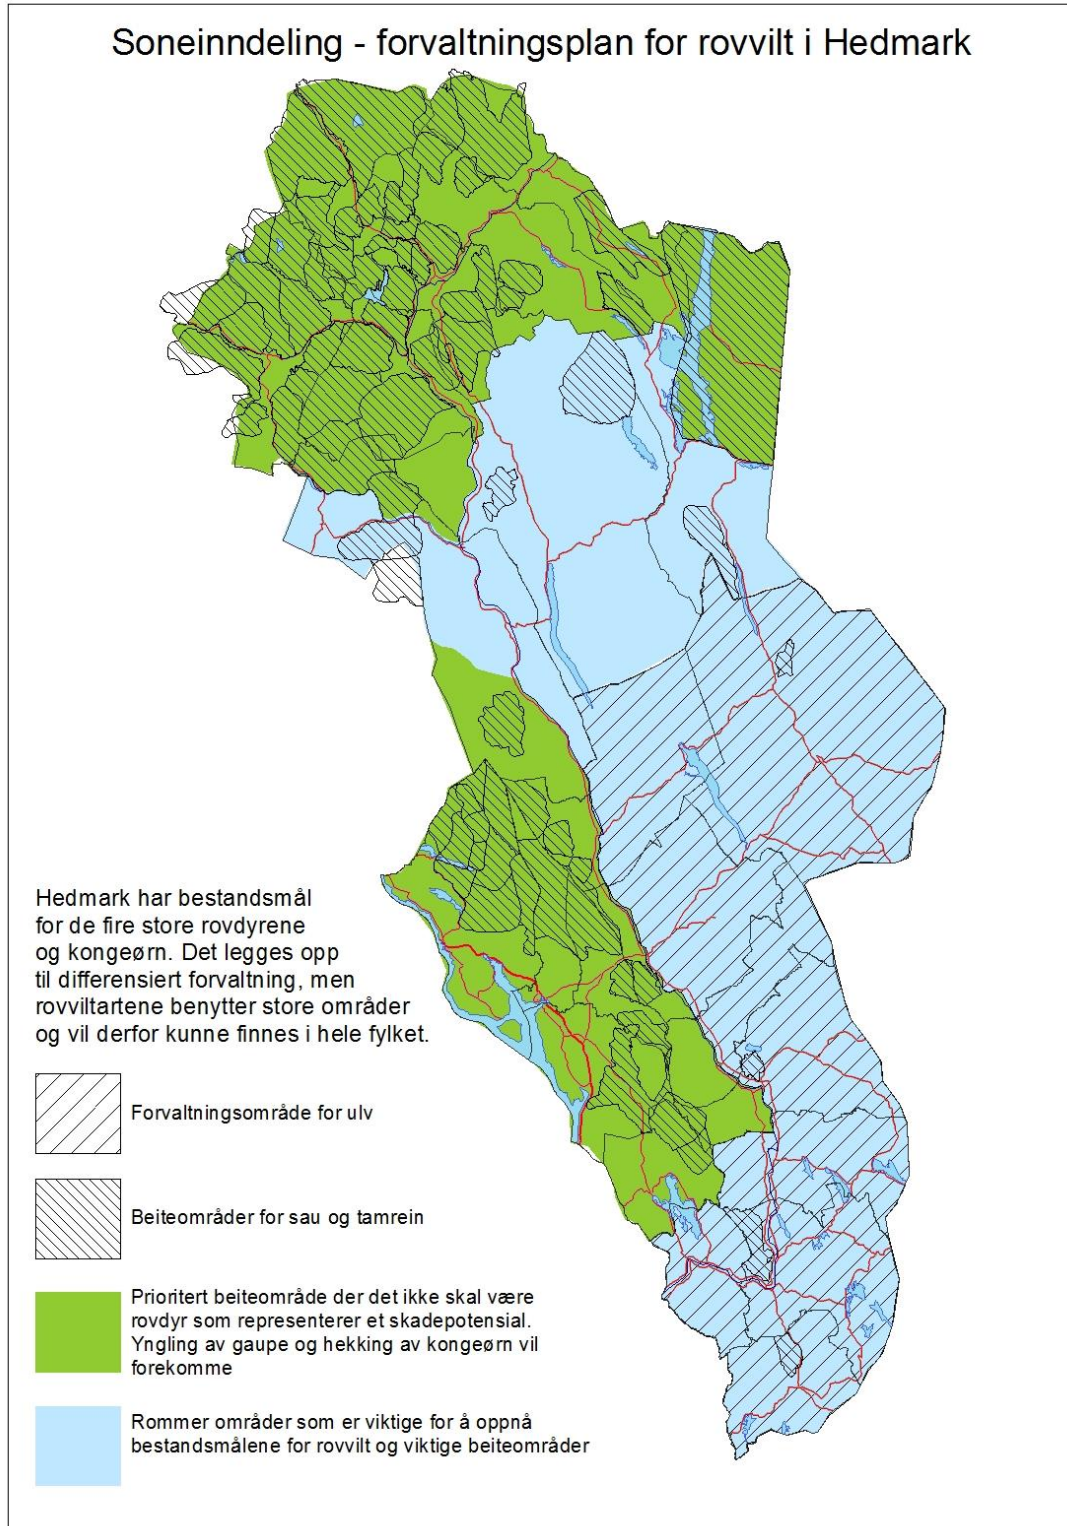 Soneinndeling - forvaltningsplan for rovvilt i Hedmark
Hedmark har bestandsmål
for de fire store rovdyrene
og kongeørn. Det legges opp
til differensiert forvaltning, men
rovviltartene benytter store områder
og vil derfor kunne finnes i hele fylket.
Forvaltningsområde for ulv
Beiteområder for sau og tamrein
Prioritert beiteområde der det ikke skal være
rovdyr som representerer et skadepotensial.
Yngling av gaupe og hekking av kongeørn vil
forekomme
Rommer områder som er viktige for å oppnå
bestandsmålene for rovvilt og viktige beiteområder